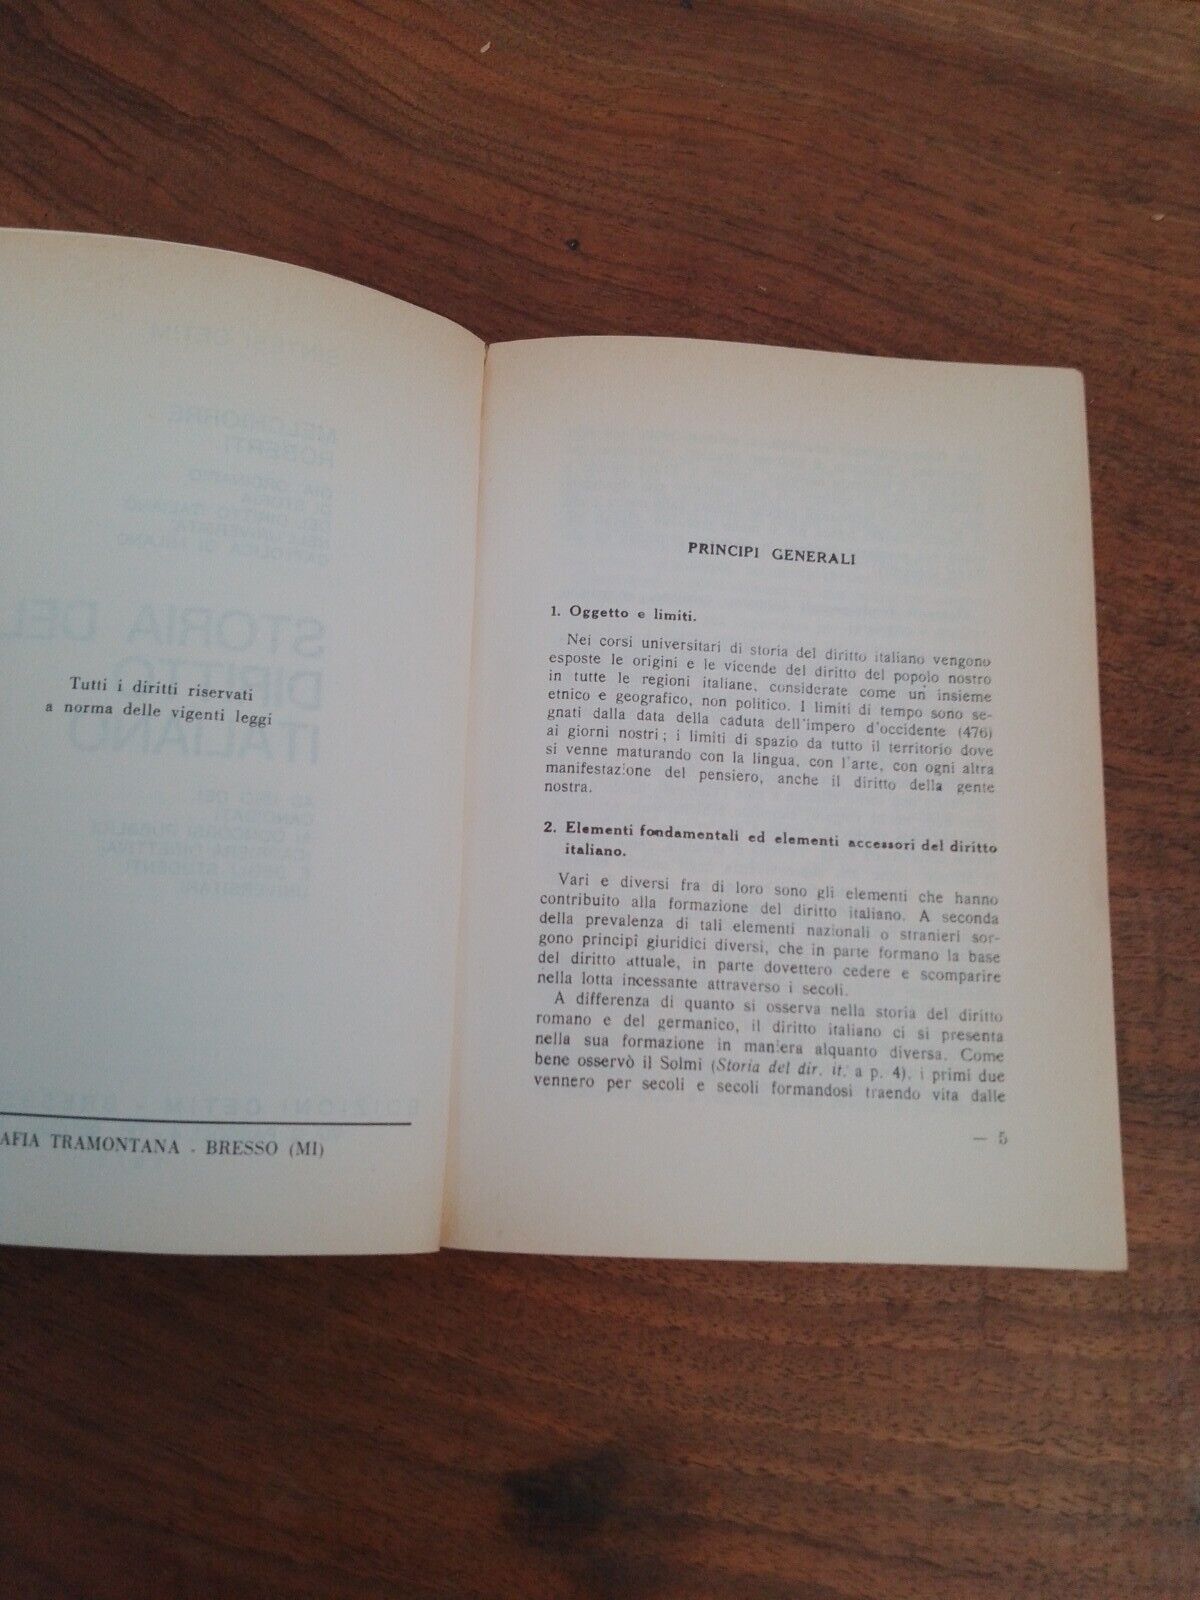 Tutti i diritti riservati
a norma delle vigenti leggi
AFIA TRAMONTANA - BRESSO (MI)
PRINCIPI GENERALI
1. Oggetto e limiti.
Nei corsi universitari di storia del diritto italiano vengono
esposte le origini e le vicende del diritto del popolo nostro
in tutte le regioni italiane, considerate come un insieme
etnico e geografico, non politico. I limiti di tempo sono se-
gnati dalla data della caduta dell'impero d'occidente (476)
ai giorni nostri; i limiti di spazio da tutto il territorio dove
si venne maturando con la lingua, con l'arte, con ogni altra
manifestazione del pensiero, anche il diritto della gente
nostra.
2. Elementi fondamentali ed elementi accessori del diritto
italiano.
Vari e diversi fra di loro sono gli elementi che hanno
contribuito alla formazione del diritto italiano. A seconda
della prevalenza di tali elementi nazionali o stranieri sor-
gono principî giuridici diversi, che in parte formano la base
del diritto attuale, in parte dovettero cedere e scomparire
nella lotta incessante attraverso i secoli.
A differenza di quanto si osserva nella storia del diritto
romano e del germanico, il diritto italiano ci si presenta
nella sua formazione in maniera alquanto diversa. Come
bene osservò il Solmi (Storia del dir. it. a p. 4), i primi due
vennero per secoli e secoli formandosi traendo vita dalle
— 5
STORIA DEL
DIRITTO
ITALIANO
MELCHIORRE
ROBERTI